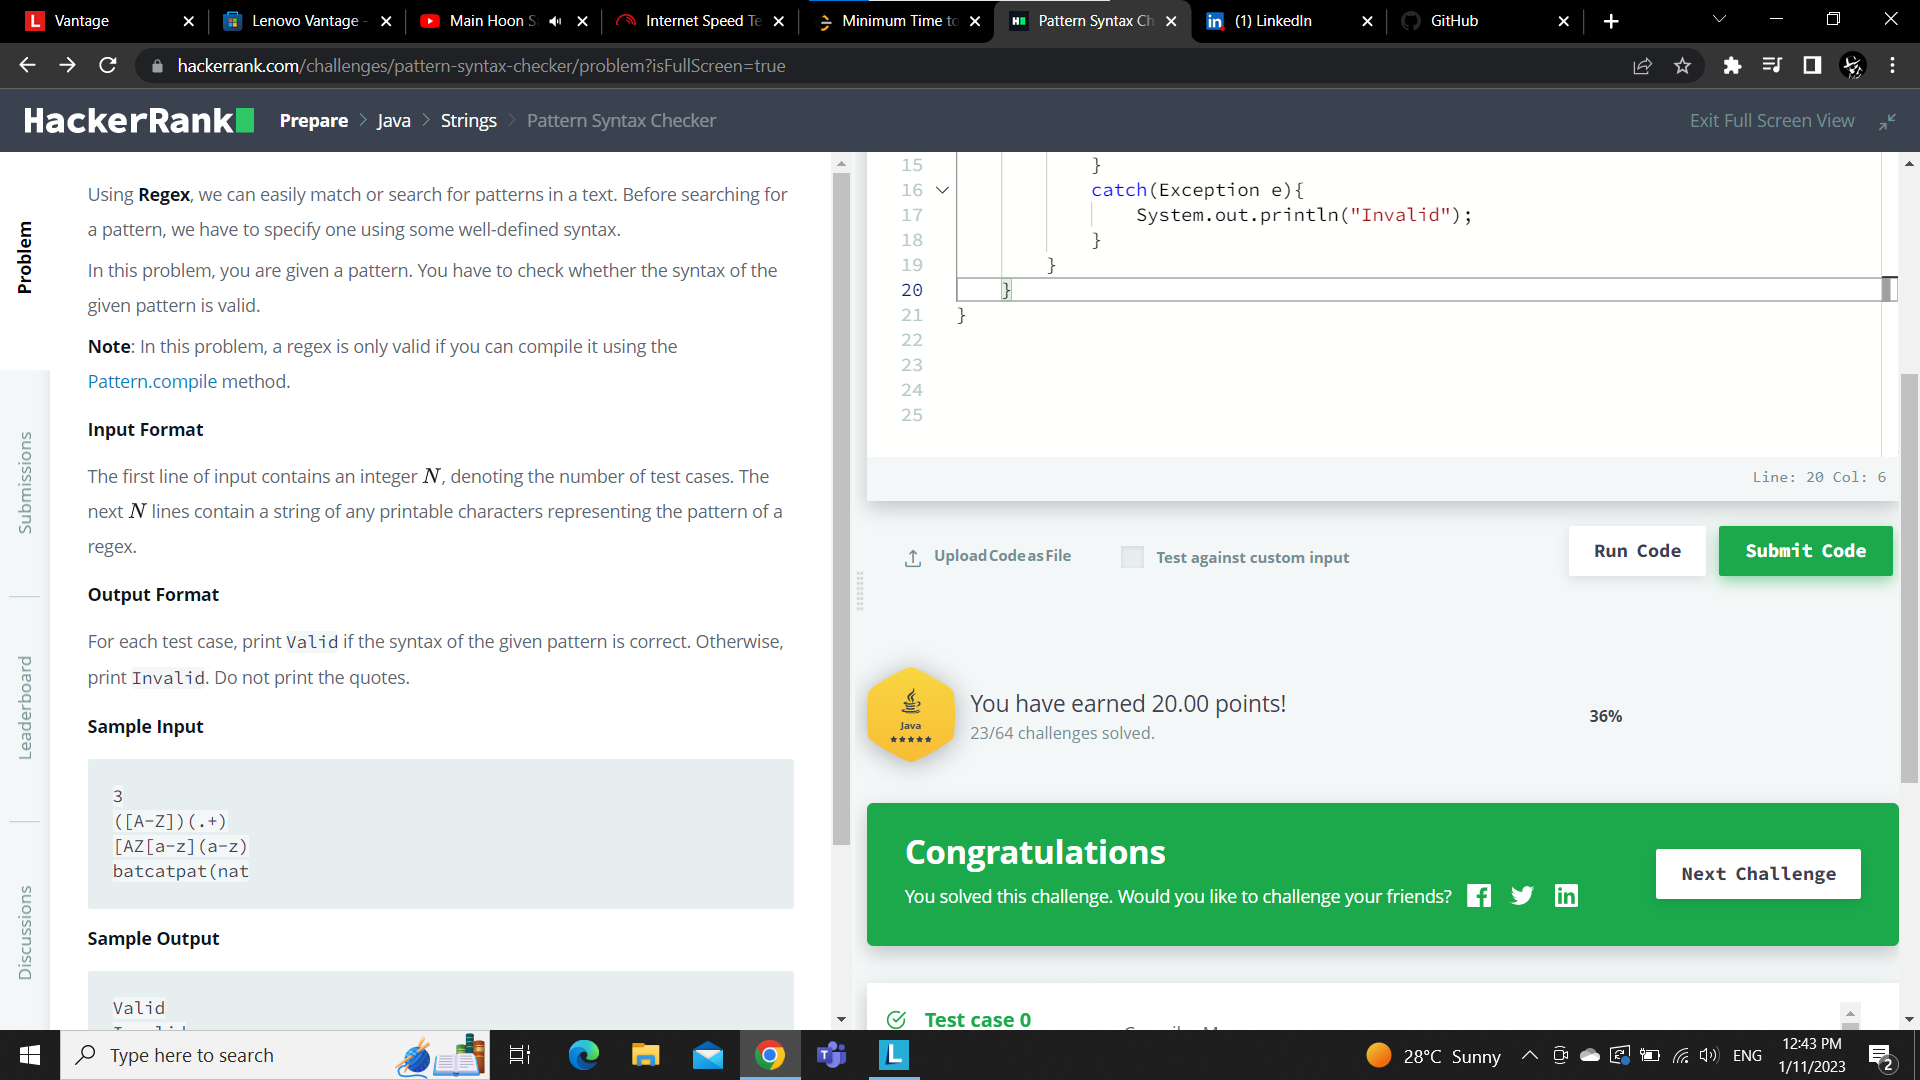 Vantage
Lenovo Vantage -
Main Hoon S
Internet Speed Te
Minimum Time to
Pattern Syntax Ch
(1) LinkedIn
GitHub
hackerrank.com/challenges/pattern-syntax-checker/problem?isFullScreen=true
HackerRank
Prepare > Java > Strings > Pattern Syntax Checker
Exit Full Screen View
Problem
Submissions
Leaderboard
Discussions
Using Regex, we can easily match or search for patterns in a text. Before searching for
a pattern, we have to specify one using some well-defined syntax.
In this problem, you are given a pattern. You have to check whether the syntax of the
given pattern is valid.
Note: In this problem, a regex is only valid if you can compile it using the
Pattern.compile method.
Input Format
The first line of input contains an integer N, denoting the number of test cases. The
next N lines contain a string of any printable characters representing the pattern of a
regex.
Output Format
For each test case, print Valid if the syntax of the given pattern is correct. Otherwise,
print Invalid. Do not print the quotes.
Sample Input
3
([A-Z])(.+)
[AZ[a-z](a-z)
batcatpat(nat
Sample Output
Valid
15 }
16 catch(Exception e){
17 System.out.println("Invalid");
18 }
19 }
20 }
21 }
22
23
24
25
Line: 20 Col: 6
Upload Code as File
Test against custom input
Run Code
Submit Code
Java
You have earned 20.00 points!
23/64 challenges solved.
36%
Congratulations
You solved this challenge. Would you like to challenge your friends?
Next Challenge
Test case 0
Type here to search
28°C Sunny
ENG
12:43 PM
1/11/2023
2